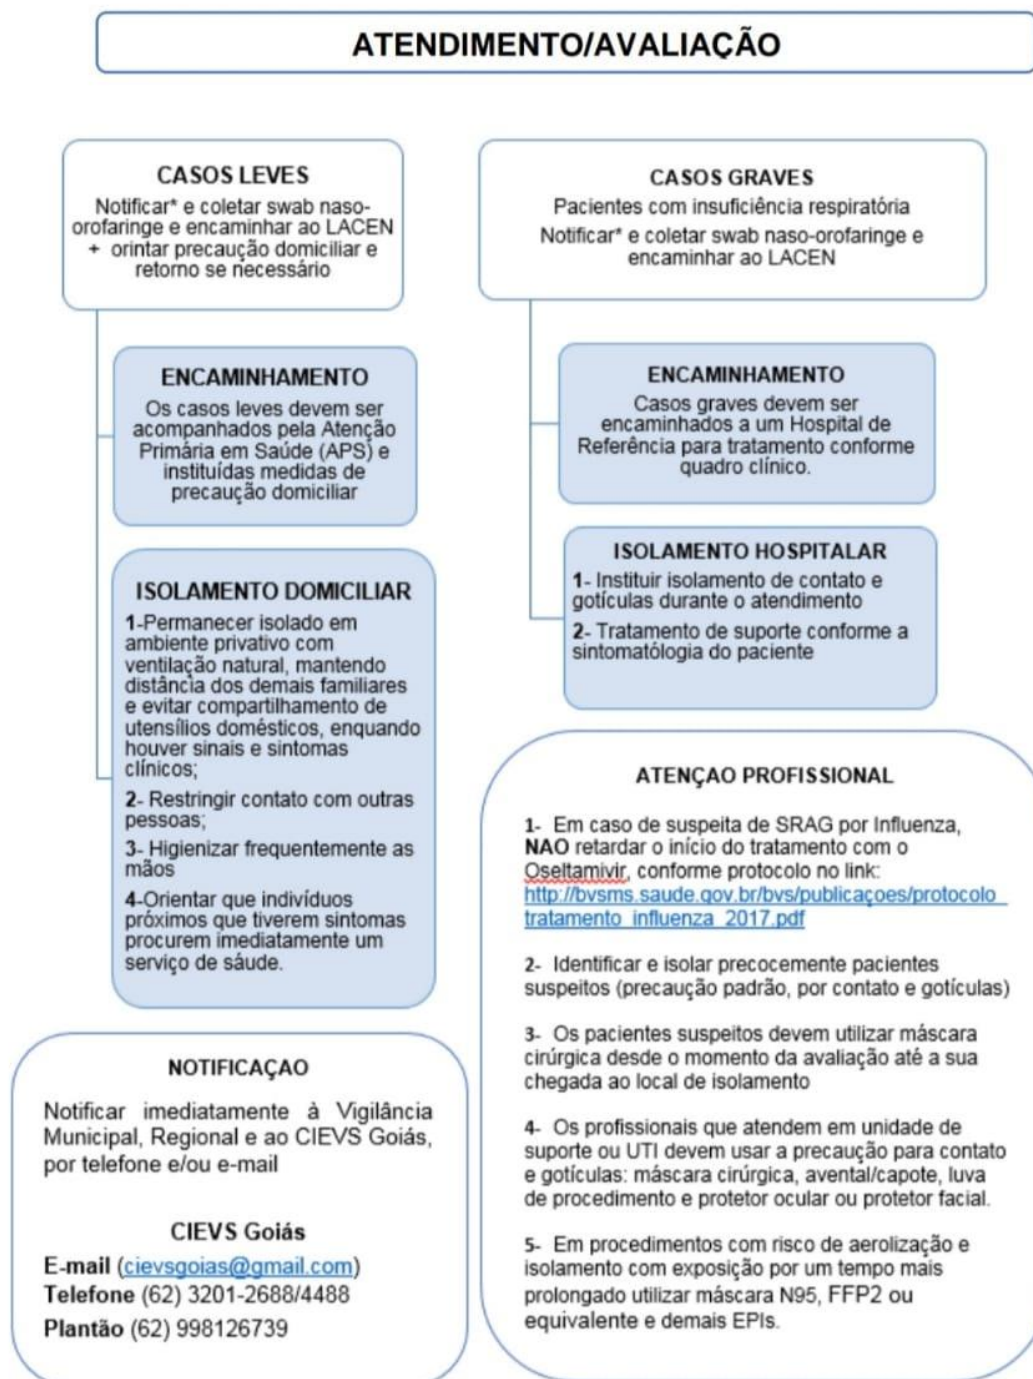 ATENDIMENTO/AVALIAÇÃO
CASOS LEVES
Notificar* e coletar swab naso-
orofaringe e encaminhar ao LACEN
+ orintar precaução domiciliar e
retorno se necessário
ENCAMINHAMENTO
Os casos leves devem ser
acompanhados pela Atenção
Primária em Saúde (APS) e
instituídas medidas de
precaução domiciliar
ISOLAMENTO DOMICILIAR
1-Permanecer isolado em
ambiente privativo com
ventilação natural, mantendo
distância dos demais familiares
e evitar compartilhamento de
utensílios domésticos, enquando
houver sinais e sintomas
clínicos;
2- Restringir contato com outras
pessoas;
3- Higienizar frequentemente as
mãos
4-Orientar que indivíduos
próximos que tiverem sintomas
procurem imediatamente um
serviço de sáude.
NOTIFICAÇAO
Notificar imediatamente à Vigilância
Municipal, Regional e ao CIEVS Goiás,
por telefone e/ou e-mail
CIEVS Goiás
E-mail (cievsgoias@gmail.com)
Telefone (62) 3201-2688/4488
Plantão (62) 998126739
CASOS GRAVES
Pacientes com insuficiência respiratória
Notificar* e coletar swab naso-orofaringe e
encaminhar ao LACEN
ENCAMINHAMENTO
Casos graves devem ser
encaminhados a um Hospital de
Referência para tratamento conforme
quadro clínico.
ISOLAMENTO HOSPITALAR
1- Instituir isolamento de contato e
gotículas durante o atendimento
2- Tratamento de suporte conforme a
sintomatólogia do paciente
ATENÇAO PROFISSIONAL
1- Em caso de suspeita de SRAG por Influenza,
NAO retardar o início do tratamento com o
Oseltamivir, conforme protocolo no link:
http://bvsms.saude.gov.br/bvs/publicaçoes/protocolo_
tratamento_influenza_2017.pdf
2- Identificar e isolar precocemente pacientes
suspeitos (precaução padrão, por contato e gotículas)
3- Os pacientes suspeitos devem utilizar máscara
cirúrgica desde o momento da avaliação até a sua
chegada ao local de isolamento
4- Os profissionais que atendem em unidade de
suporte ou UTI devem usar a precaução para contato
e gotículas: máscara cirúrgica, avental/capote, luva
de procedimento e protetor ocular ou protetor facial.
5- Em procedimentos com risco de aerolização e
isolamento com exposição por um tempo mais
prolongado utilizar máscara N95, FFP2 ou
equivalente e demais EPIs.